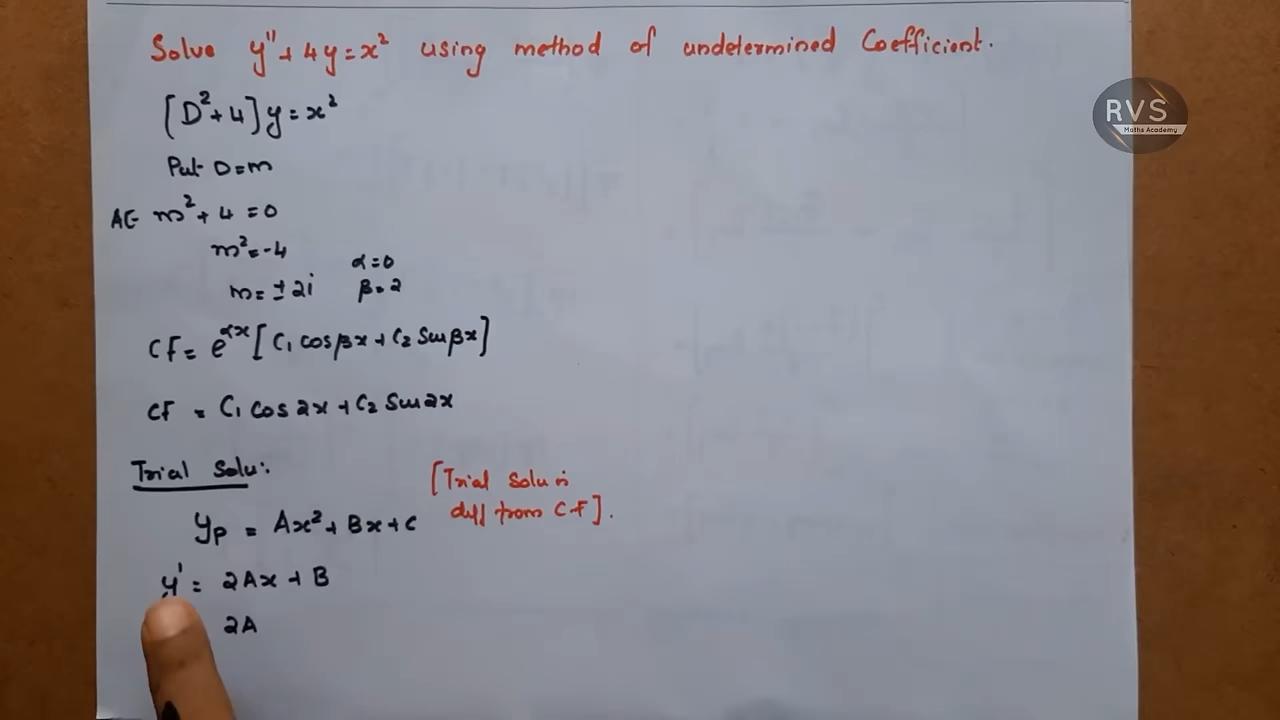 Solve y'' + 4y = x² using method of undetermined Coefficient.
RVS
Maths Academy
[D² + 4] y = x²
Put D = m
AE m² + 4 = 0
m² = -4
α = 0
m = ± 2i β = 2
CF = e^αx [C₁ cos βx + C₂ Sin βx]
CF = C₁ cos 2x + C₂ Sin 2x
Trial Solu:
[Trial Solu is
diff from CF].
yp = Ax² + Bx + C
y' = 2Ax + B
2A